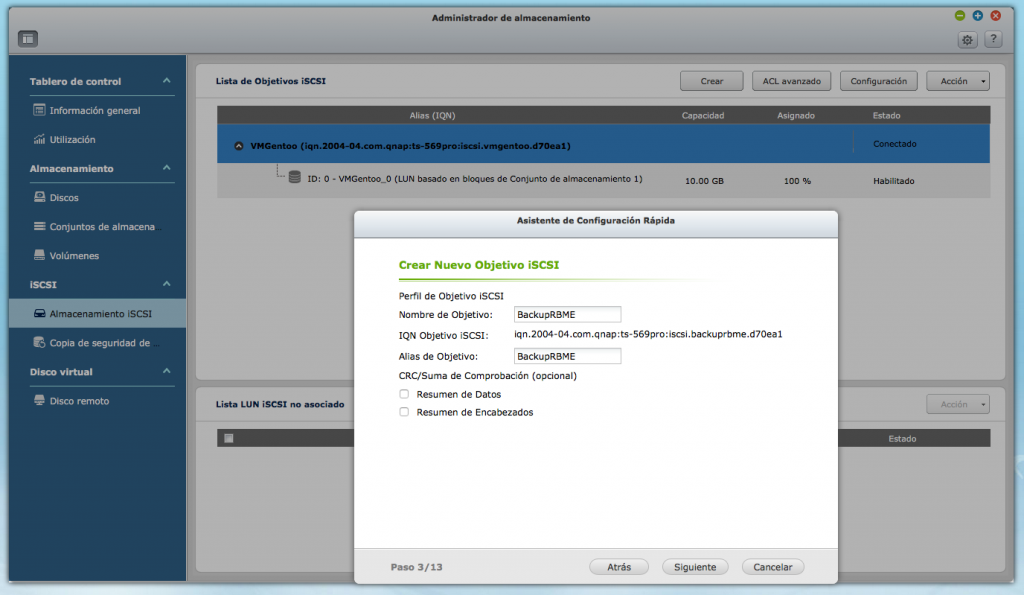 Administrador de almacenamiento
?
Tablero de control
Información general
Utilización
Almacenamiento
Discos
Conjuntos de almacena
Volúmenes
iSCSI
Almacenamiento iSCSI
Copia de seguridad de
Disco virtual
Disco remoto
Lista de Objetivos iSCSI
Crear
ACL avanzado
Configuración
Acción
Alias (IQN) Capacidad Asignado Estado
VMGentoo (iqn.2004-04.com.qnap:ts-569pro:iscsi.vmgentoo.d70ea1) Conectado
ID: 0 - VMGentoo_0 (LUN basado en bloques de Conjunto de almacenamiento 1) 10.00 GB 100 % Habilitado
Lista LUN iSCSI no asociado
Acción
Estado
Asistente de Configuración Rápida
Crear Nuevo Objetivo iSCSI
Perfil de Objetivo iSCSI
Nombre de Objetivo: BackupRBME
IQN Objetivo iSCSI: iqn.2004-04.com.qnap:ts-569pro:iscsi.backuprbme.d70ea1
Alias de Objetivo: BackupRBME
CRC/Suma de Comprobación (opcional)
Resumen de Datos
Resumen de Encabezados
Paso 3/13
Atrás
Siguiente
Cancelar